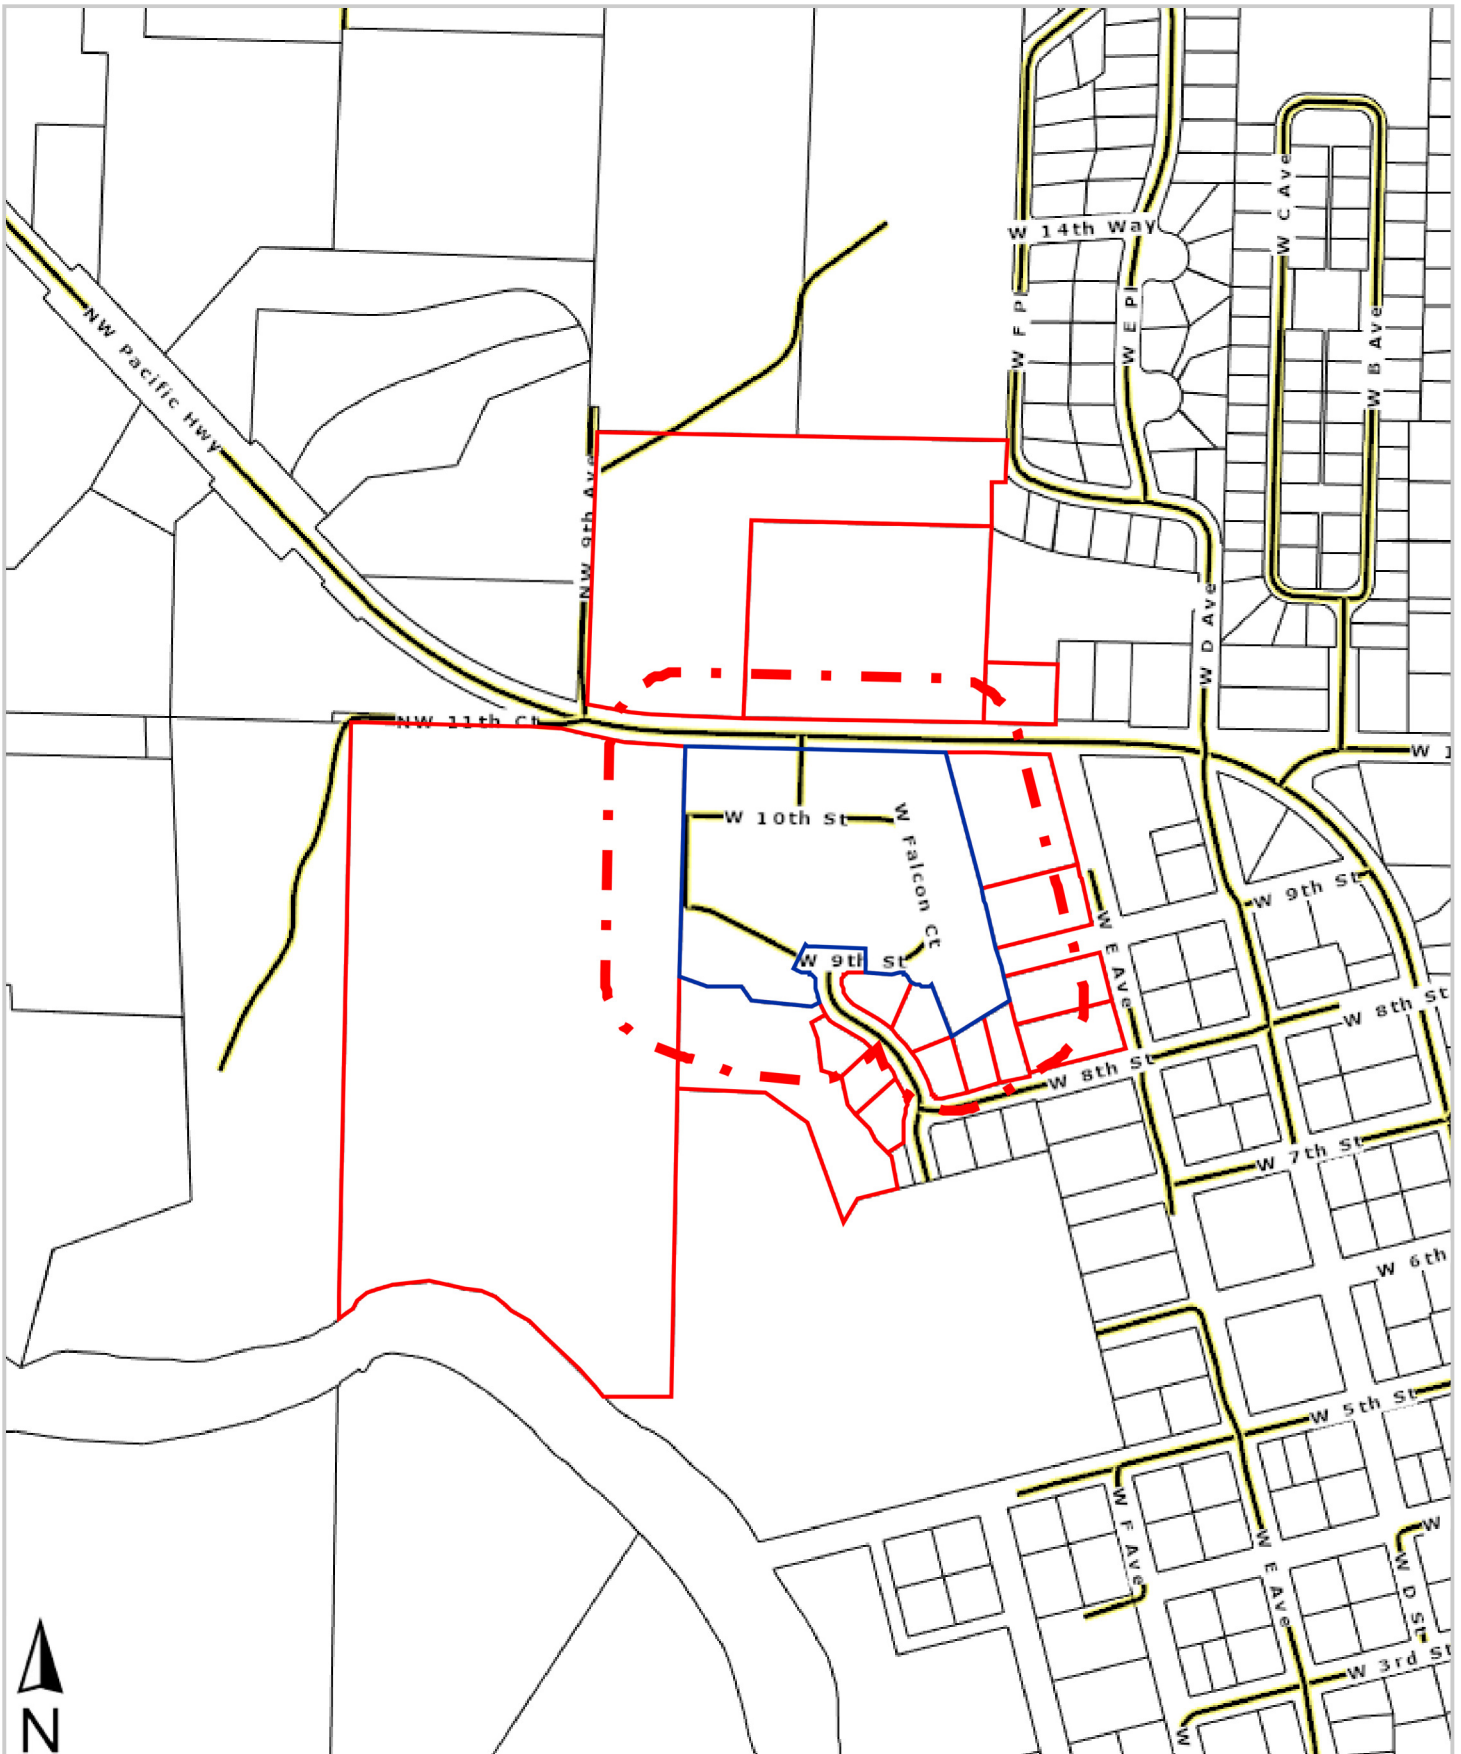 W 14th Way
W C Ave
W F Pl
W E Pl
W B Ave
NW Pacific Hwy
NW 9th Ave
W D Ave
NW 11th Ct
W 1
W 10th St
W Falcon Ct
W 9th St
W E Ave
W 9th St
W 8th St
W 8th St
W 7th St
W 6th
W 5th St
W F Ave
W E Ave
W
W D St
W 3rd St
W
N